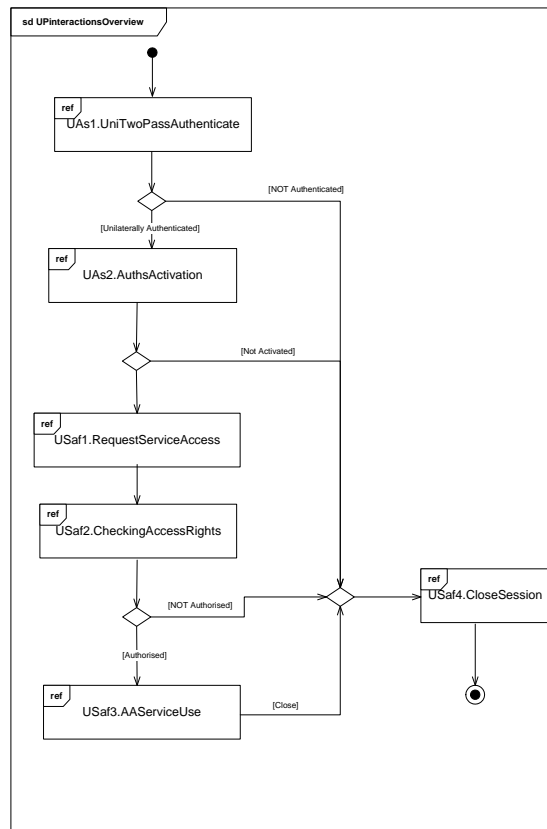 sd UPinteractionsOverview
ref
UAs1.UniTwoPassAuthenticate
[NOT Authenticated]
[Unilaterally Authenticated]
ref
UAs2.AuthsActivation
[Not Activated]
ref
USaf1.RequestServiceAccess
ref
USaf2.CheckingAccessRights
ref
USaf4.CloseSession
[NOT Authorised]
[Authorised]
ref
USaf3.AAServiceUse
[Close]